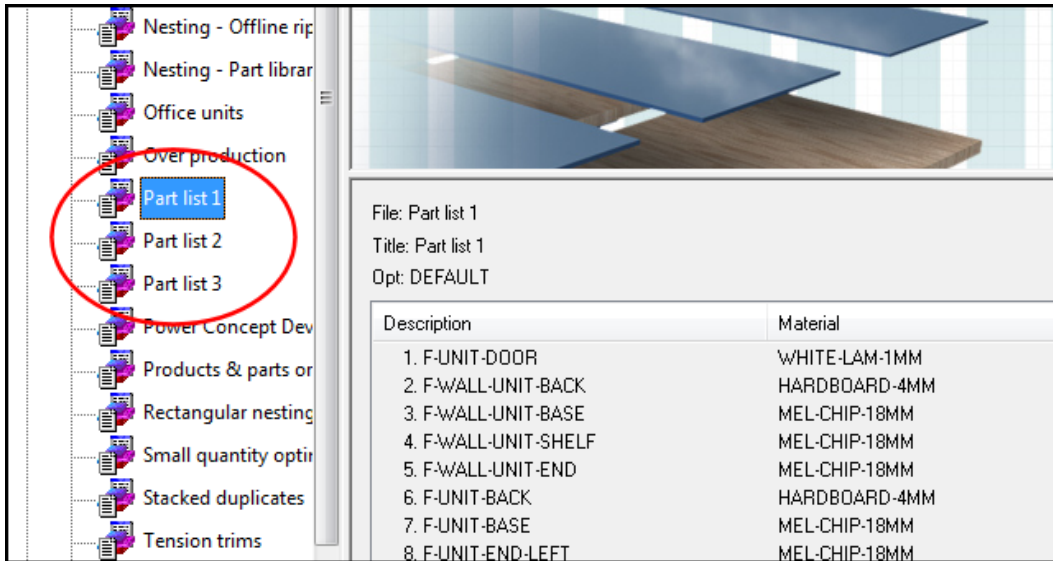 Nesting - Offline rip
Nesting - Part librar
Office units
Over production
Part list 1
Part list 2
Part list 3
Power Concept Dev
Products & parts or
Rectangular nesting
Small quantity optir
Stacked duplicates
Tension trims
File: Part list 1
Title: Part list 1
Opt: DEFAULT
Description Material
1. F-UNIT-DOOR WHITE-LAM-1MM
2. F-WALL-UNIT-BACK HARDBOARD-4MM
3. F-WALL-UNIT-BASE MEL-CHIP-18MM
4. F-WALL-UNIT-SHELF MEL-CHIP-18MM
5. F-WALL-UNIT-END MEL-CHIP-18MM
6. F-UNIT-BACK HARDBOARD-4MM
7. F-UNIT-BASE MEL-CHIP-18MM
8. F-UNIT-END-LEFT MEL-CHIP-18MM